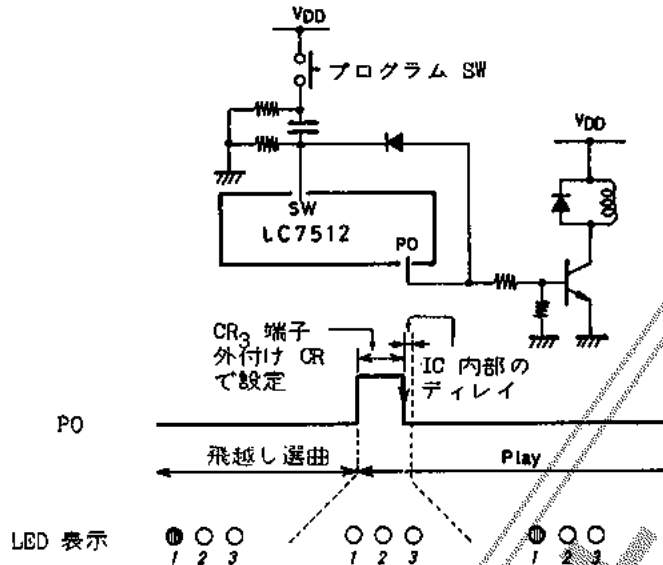 VDD
プログラム SW
VDD
SW
LC7512
PO
CR3 端子
外付け CR
で設定
IC 内部の
ディレイ
PO
飛越し選曲
Play
LED 表示
1 2 3
1 2 3
1 2 3